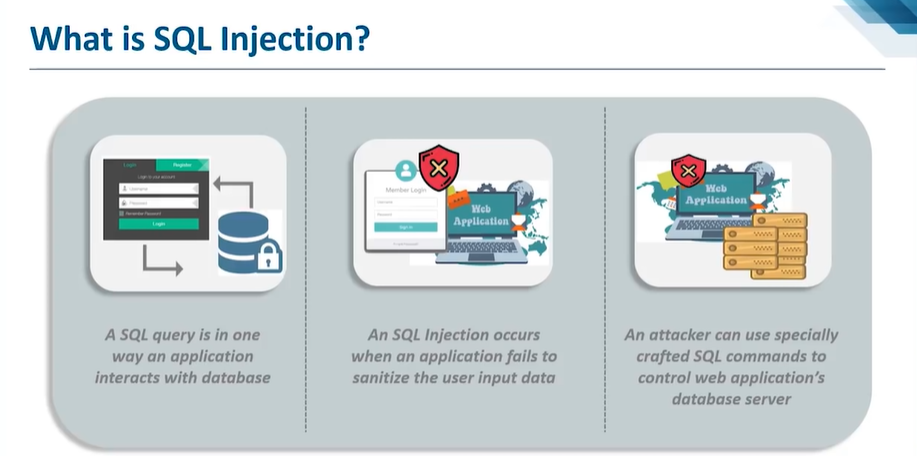 What is SQL Injection?
Login
Register
Login to your account
Username
Password
Remember Password
Login
A SQL query is in one
way an application
interacts with database
Member Login
Username
Password
Sign in
Web
Application
An SQL Injection occurs
when an application fails to
sanitize the user input data
Web
Application
An attacker can use specially
crafted SQL commands to
control web application's
database server